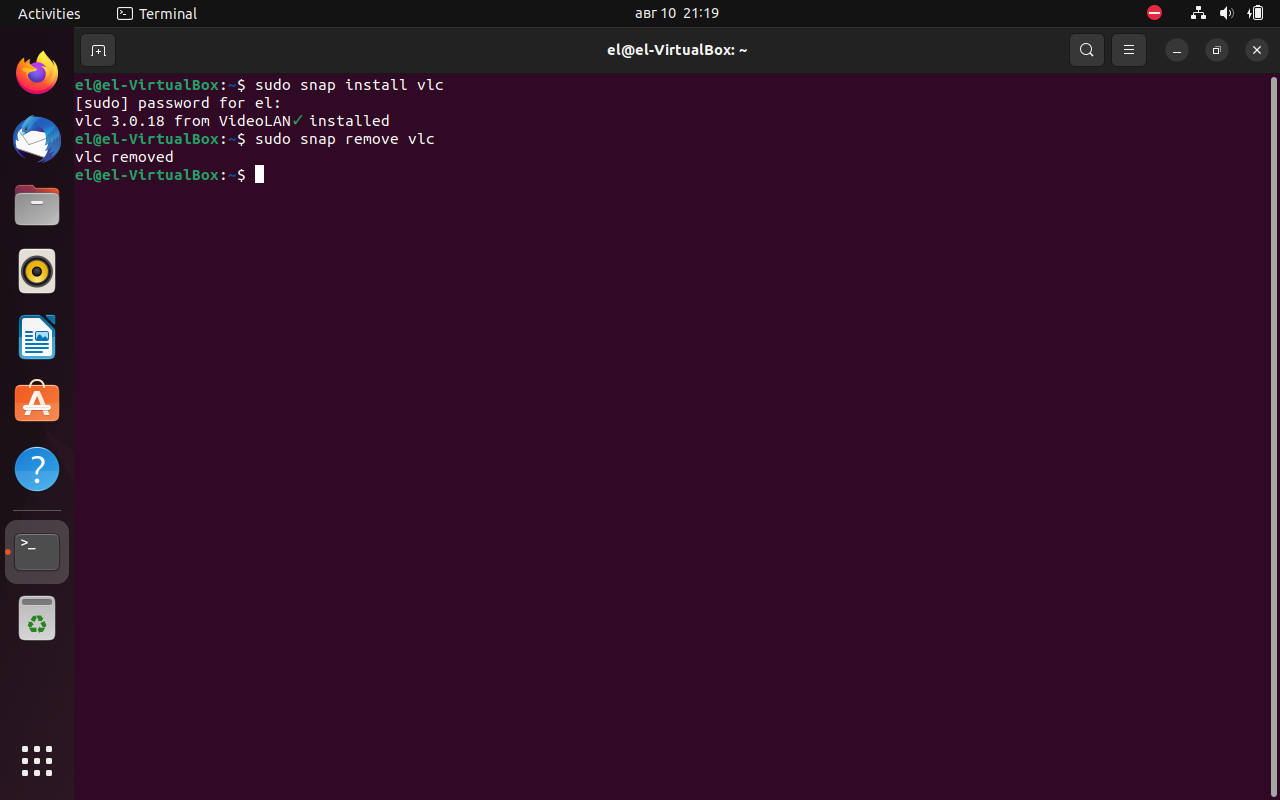 Activities
Terminal
авг 10 21:19
el@el-VirtualBox: ~
el@el-VirtualBox:~$ sudo snap install vlc
[sudo] password for el:
vlc 3.0.18 from VideoLAN✓ installed
el@el-VirtualBox:~$ sudo snap remove vlc
vlc removed
el@el-VirtualBox:~$